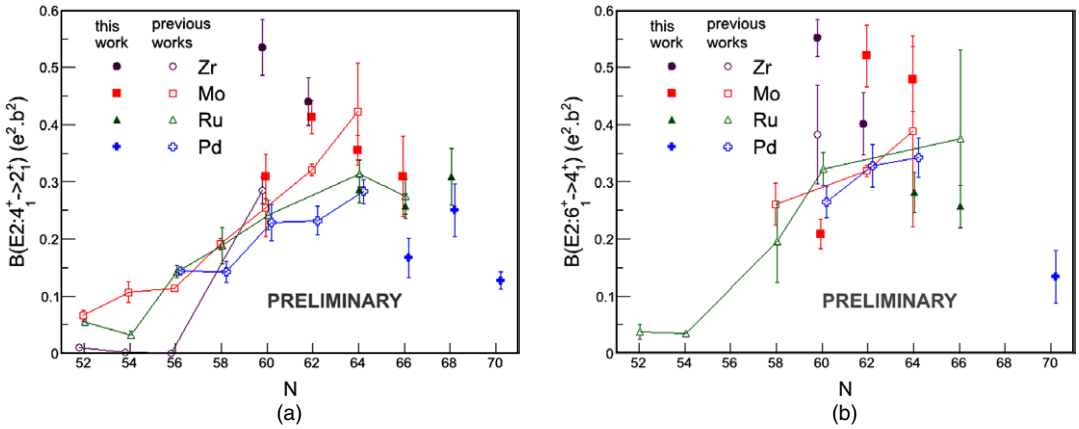 this work previous works
Zr
Mo
Ru
Pd
B(E2:4₁⁺->2₁⁺) (e².b²)
0.6
0.5
0.4
0.3
0.2
0.1
0
PRELIMINARY
52 54 56 58 60 62 64 66 68 70
N
(a)
this work previous works
Zr
Mo
Ru
Pd
B(E2:6₁⁺->4₁⁺) (e².b²)
0.6
0.5
0.4
0.3
0.2
0.1
0
PRELIMINARY
52 54 56 58 60 62 64 66 68 70
N
(b)